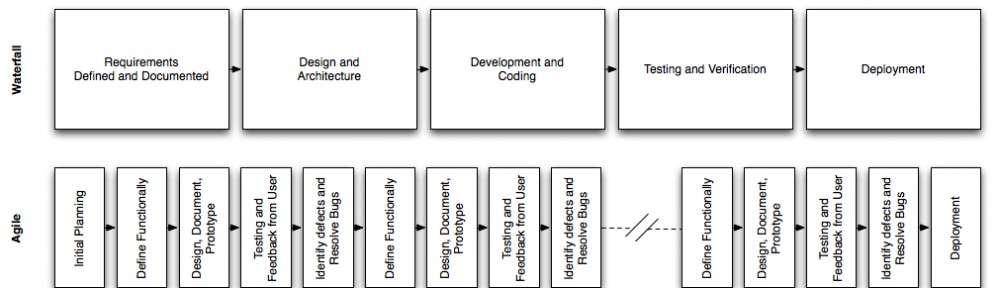 Waterfall
Requirements
Defined and Documented
Design and
Architecture
Development and
Coding
Testing and Verification
Deployment
Agile
Initial Planning
Define Functionally
Design, Document,
Prototype
Testing and
Feedback from User
Identify defects and
Resolve Bugs
Define Functionally
Design, Document,
Prototype
Testing and
Feedback from User
Identify defects and
Resolve Bugs
Define Functionally
Design, Document,
Prototype
Testing and
Feedback from User
Identify defects and
Resolve Bugs
Deployment